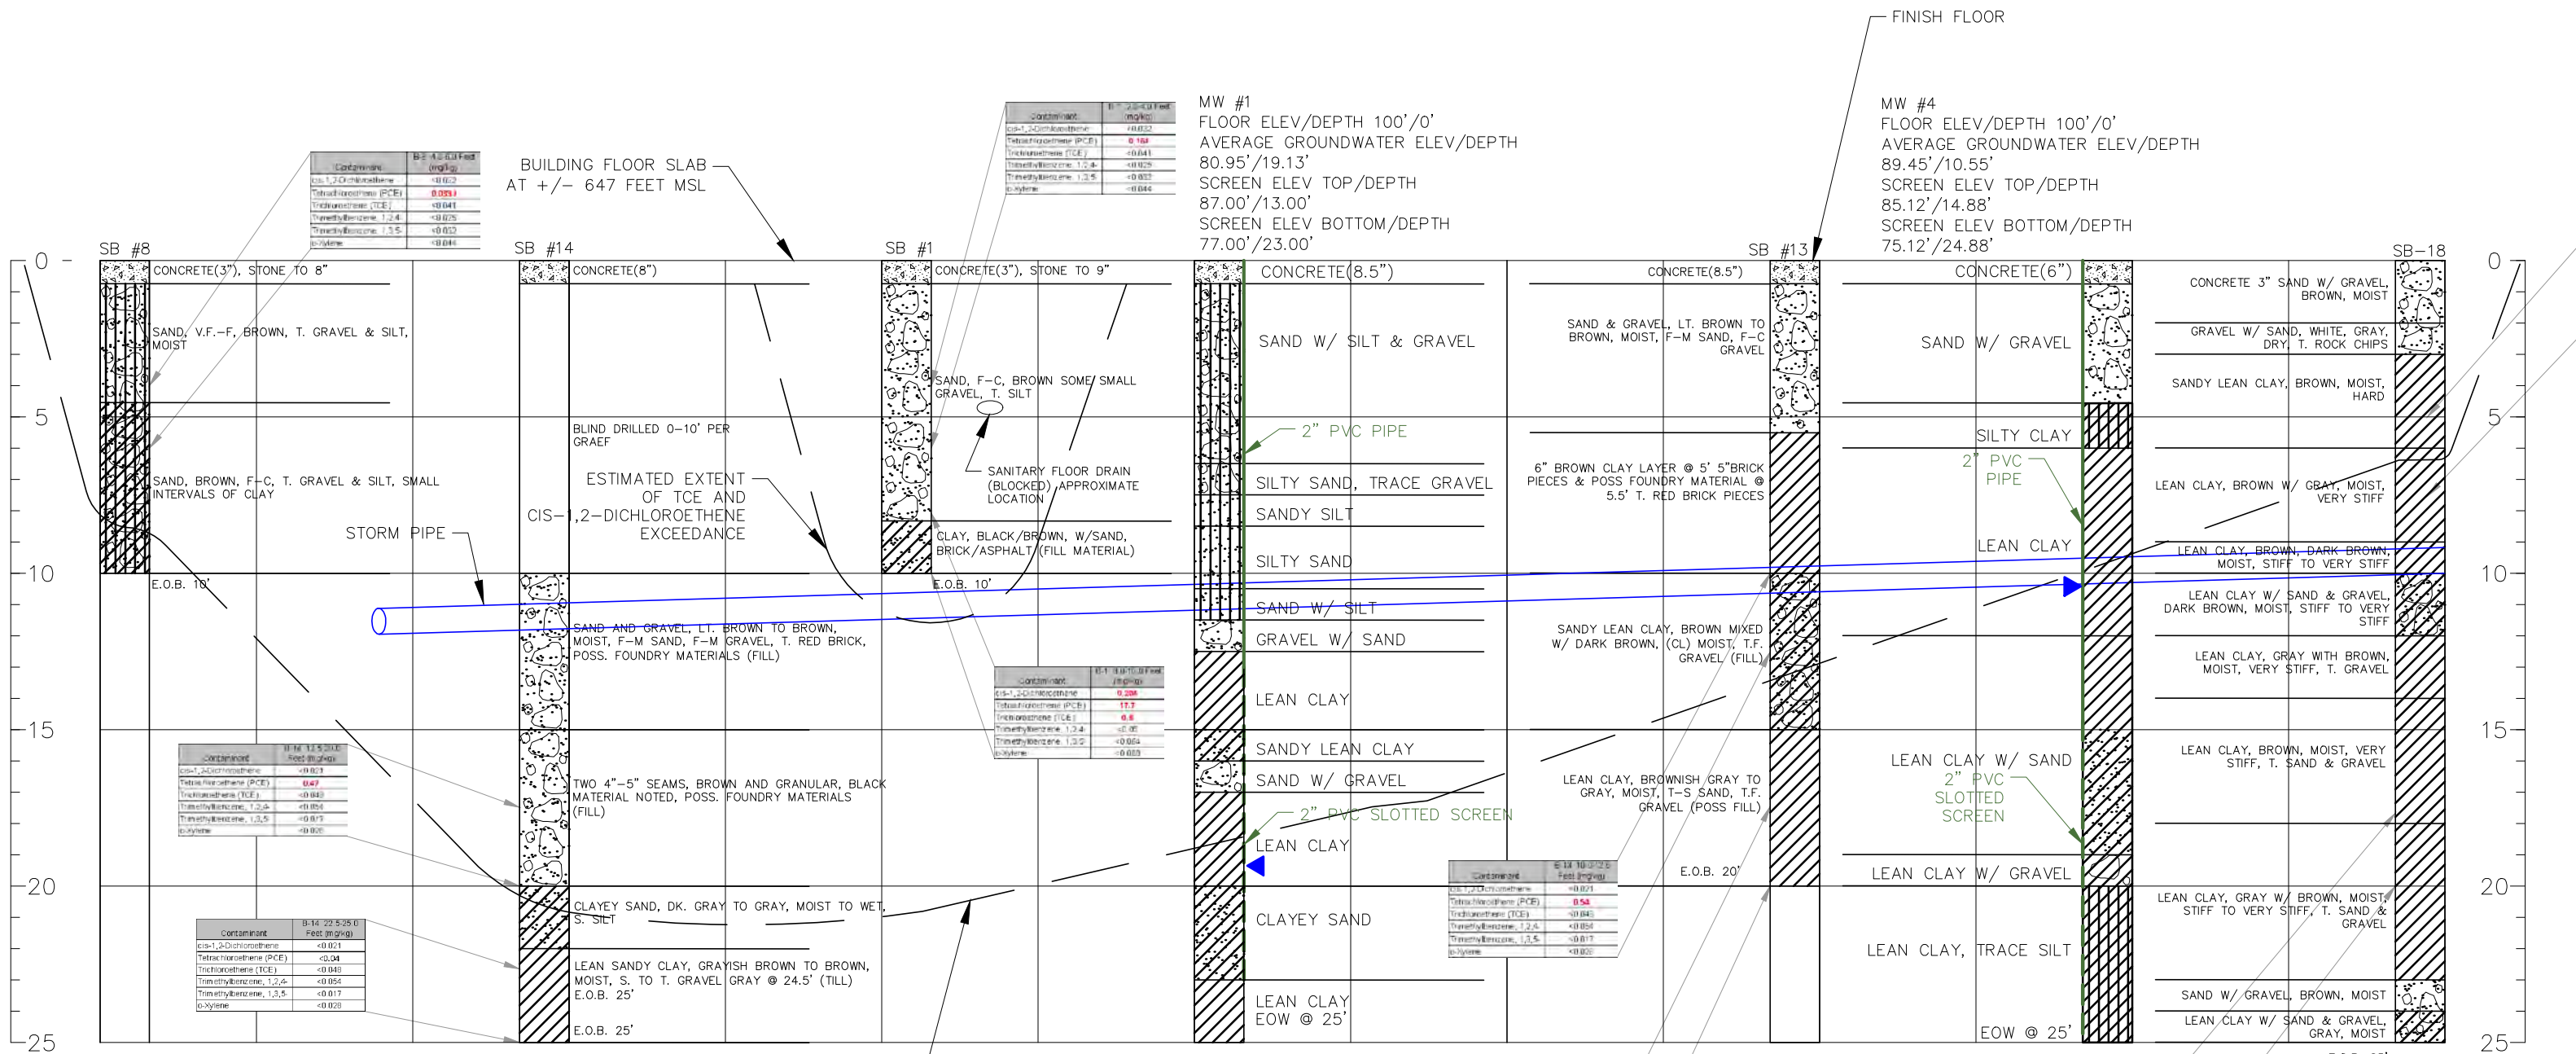 FINISH FLOOR
BUILDING FLOOR SLAB
AT +/- 647 FEET MSL
MW #1
FLOOR ELEV/DEPTH 100'/0'
AVERAGE GROUNDWATER ELEV/DEPTH
80.95'/19.13'
SCREEN ELEV TOP/DEPTH
87.00'/13.00'
SCREEN ELEV BOTTOM/DEPTH
77.00'/23.00'
MW #4
FLOOR ELEV/DEPTH 100'/0'
AVERAGE GROUNDWATER ELEV/DEPTH
89.45'/10.55'
SCREEN ELEV TOP/DEPTH
85.12'/14.88'
SCREEN ELEV BOTTOM/DEPTH
75.12'/24.88'
0
5
10
15
20
25
SB #8
CONCRETE(3"), STONE TO 8"
SAND, V.F.-F, BROWN, T. GRAVEL & SILT,
MOIST
SAND, BROWN, F-C, T. GRAVEL & SILT, SMALL
INTERVALS OF CLAY
E.O.B. 10'
STORM PIPE
SB #14
CONCRETE(8")
BLIND DRILLED 0-10' PER
GRAEF
ESTIMATED EXTENT
OF TCE AND
CIS-1,2-DICHLOROETHENE
EXCEEDANCE
SAND AND GRAVEL, LT. BROWN TO BROWN,
MOIST, F-M SAND, F-M GRAVEL, T. RED BRICK,
POSS. FOUNDRY MATERIALS (FILL)
TWO 4"-5" SEAMS, BROWN AND GRANULAR, BLACK
MATERIAL NOTED, POSS. FOUNDRY MATERIALS
(FILL)
CLAYEY SAND, DK. GRAY TO GRAY, MOIST TO WET,
S. SILT
LEAN SANDY CLAY, GRAYISH BROWN TO BROWN,
MOIST, S. TO T. GRAVEL GRAY @ 24.5' (TILL)
E.O.B. 25'
E.O.B. 25'
B-14 22.5-25.0
Contaminant Feet (mg/kg)
cis-1,2-Dichloroethene <0.021
Tetrachloroethene (PCE) <0.04
Trichloroethene (TCE) <0.048
Trimethylbenzene, 1,2,4- <0.054
Trimethylbenzene, 1,3,5- <0.017
o-Xylene <0.028
SB #1
CONCRETE(3"), STONE TO 9"
SAND, F-C, BROWN SOME SMALL
GRAVEL, T. SILT
SANITARY FLOOR DRAIN
(BLOCKED) APPROXIMATE
LOCATION
CLAY, BLACK/BROWN, W/SAND,
BRICK/ASPHALT (FILL MATERIAL)
E.O.B. 10'
CONCRETE(8.5")
SAND W/ SILT & GRAVEL
2" PVC PIPE
SILTY SAND, TRACE GRAVEL
SANDY SILT
SILTY SAND
SAND W/ SILT
GRAVEL W/ SAND
LEAN CLAY
SANDY LEAN CLAY
SAND W/ GRAVEL
2" PVC SLOTTED SCREEN
LEAN CLAY
CLAYEY SAND
LEAN CLAY
EOW @ 25'
SB #13
CONCRETE(8.5")
SAND & GRAVEL, LT. BROWN TO
BROWN, MOIST, F-M SAND, F-C
GRAVEL
6" BROWN CLAY LAYER @ 5' 5"BRICK
PIECES & POSS FOUNDRY MATERIAL @
5.5' T. RED BRICK PIECES
SANDY LEAN CLAY, BROWN MIXED
W/ DARK BROWN, (CL) MOIST, T.F.
GRAVEL (FILL)
LEAN CLAY, BROWNISH GRAY TO
GRAY, MOIST, T-S SAND, T.F.
GRAVEL (POSS FILL)
E.O.B. 20'
CONCRETE(6")
SAND W/ GRAVEL
SILTY CLAY
2" PVC
PIPE
LEAN CLAY
LEAN CLAY W/ SAND
2" PVC
SLOTTED
SCREEN
LEAN CLAY W/ GRAVEL
LEAN CLAY, TRACE SILT
EOW @ 25'
SB-18
CONCRETE 3" SAND W/ GRAVEL,
BROWN, MOIST
GRAVEL W/ SAND, WHITE, GRAY,
DRY, T. ROCK CHIPS
SANDY LEAN CLAY, BROWN, MOIST,
HARD
LEAN CLAY, BROWN W/ GRAY, MOIST,
VERY STIFF
LEAN CLAY, BROWN, DARK BROWN,
MOIST, STIFF TO VERY STIFF
LEAN CLAY W/ SAND & GRAVEL,
DARK BROWN, MOIST, STIFF TO VERY
STIFF
LEAN CLAY, GRAY WITH BROWN,
MOIST, VERY STIFF, T. GRAVEL
LEAN CLAY, BROWN, MOIST, VERY
STIFF, T. SAND & GRAVEL
LEAN CLAY, GRAY W/ BROWN, MOIST,
STIFF TO VERY STIFF, T. SAND &
GRAVEL
SAND W/ GRAVEL, BROWN, MOIST
LEAN CLAY W/ SAND & GRAVEL,
GRAY, MOIST
0
5
10
15
20
25